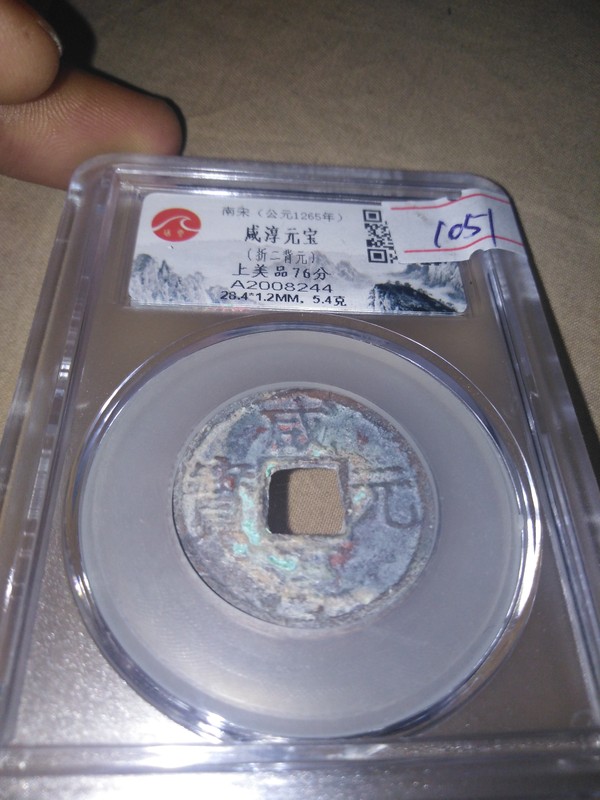 南宋（公元1265年）
咸淳元宝
（折二背元）
上美品76分
A2008244
28.4*1.2MM. 5.4克
1051
咸
元
寶